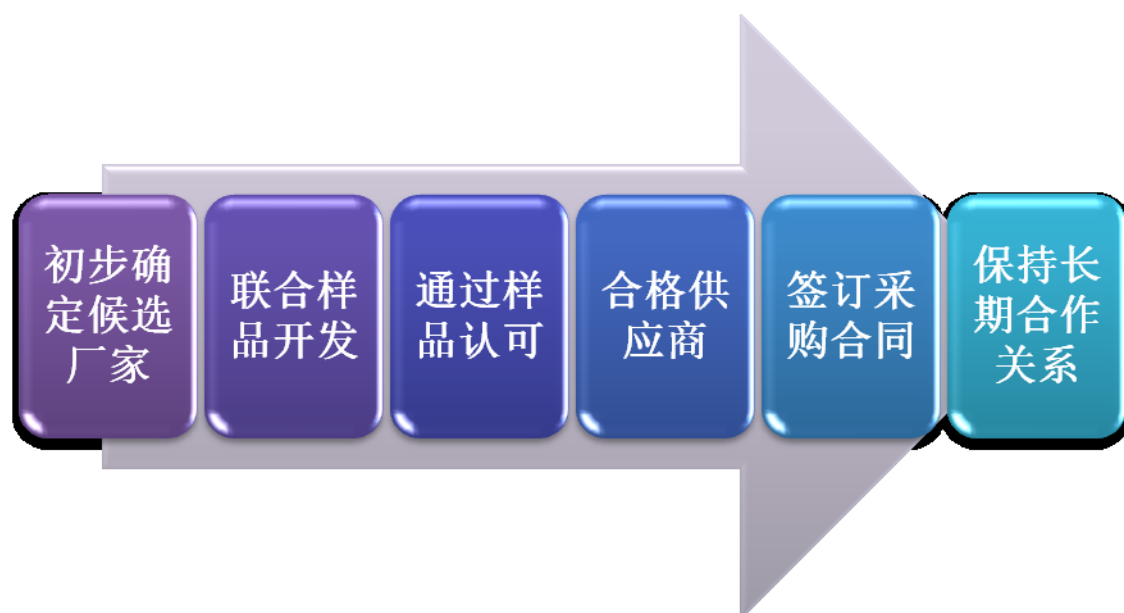 初步确
定候选
厂家
联合样
品开发
通过样
品认可
合格供
应商
签订采
购合同
保持长
期合作
关系